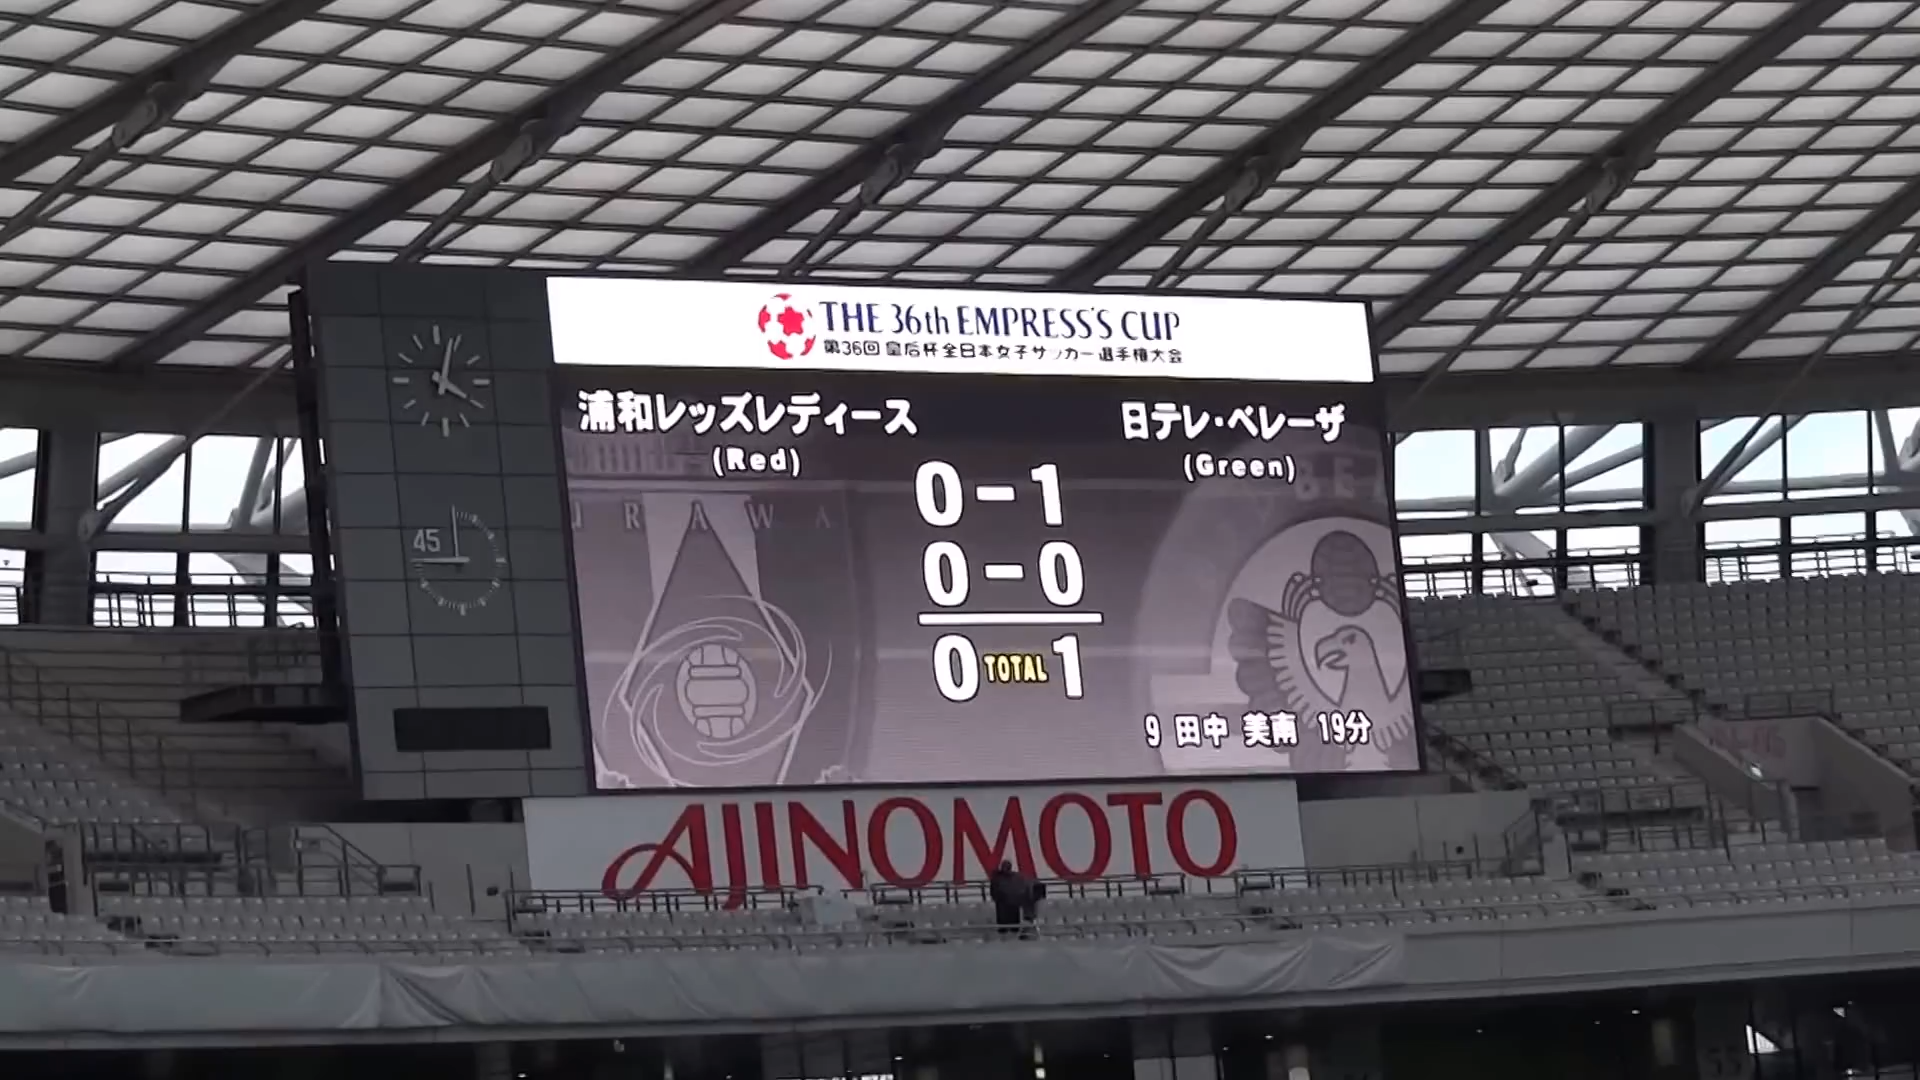 THE 36th EMPRESS'S CUP
第36回 皇后杯 全日本女子サッカー選手権大会
浦和レッズレディース
(Red)
日テレ・ベレーザ
(Green)
0-1
0-0
0 TOTAL 1
9 田中 美南 19分
45
U R A W A
BE
AJINOMOTO